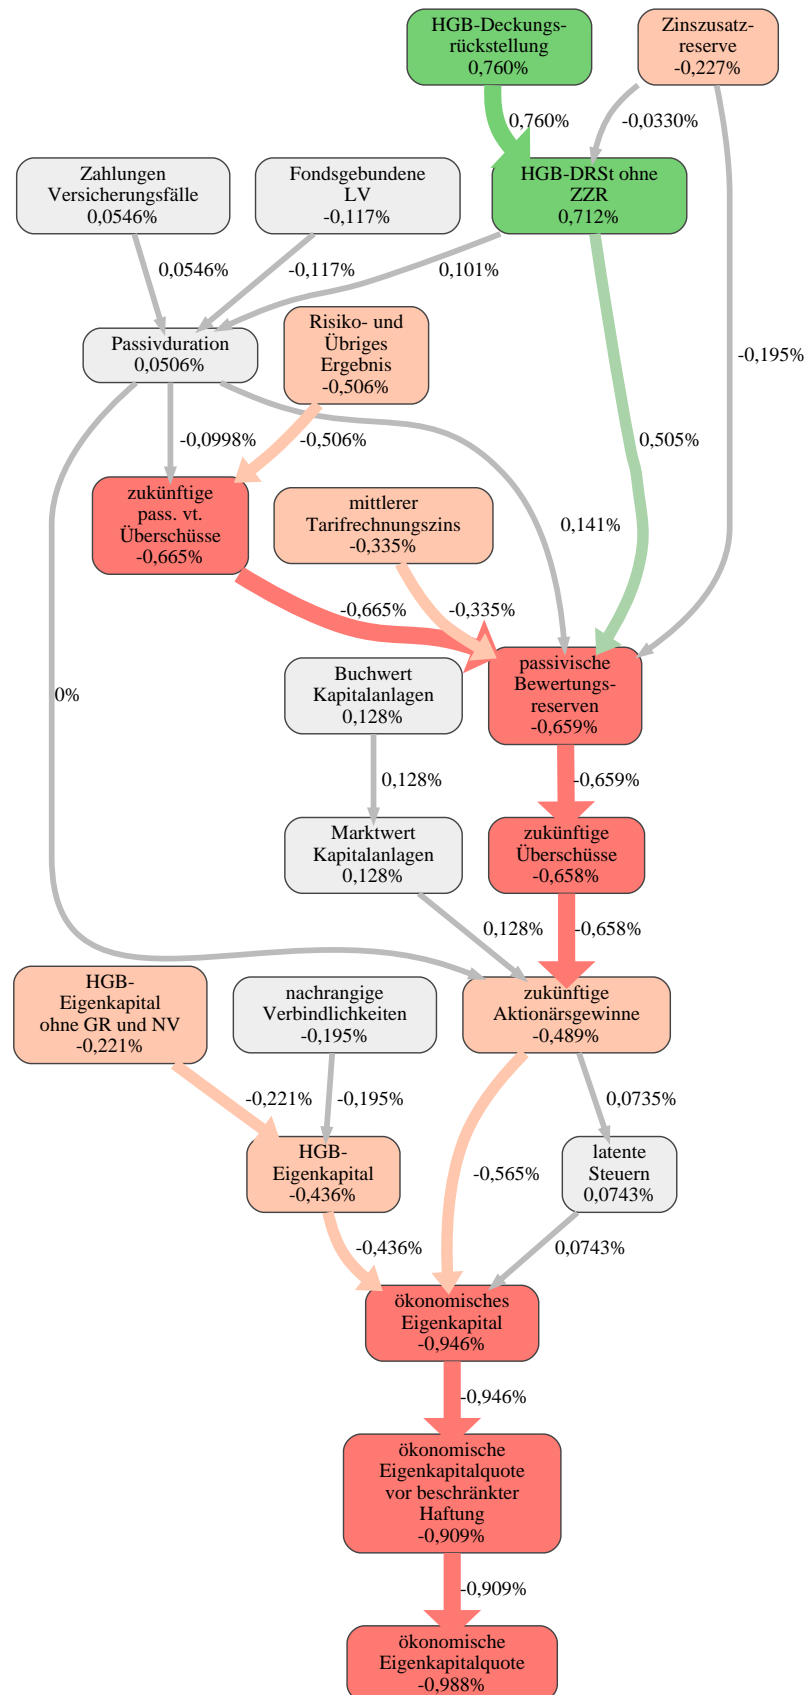 HGB-Deckungs-
rückstellung
0,760%
Zinszusatz-
reserve
-0,227%
0,760%
-0,0330%
Zahlungen
Versicherungsfälle
0,0546%
Fondsgebundene
LV
-0,117%
HGB-DRSt ohne
ZZR
0,712%
0,0546%
-0,117%
0,101%
Passivduration
0,0506%
Risiko- und
Übriges
Ergebnis
-0,506%
-0,195%
-0,0998%
-0,506%
0,505%
zukünftige
pass. vt.
Überschüsse
-0,665%
mittlerer
Tarifrechnungszins
-0,335%
0,141%
-0,665%
-0,335%
passivische
Bewertungs-
reserven
-0,659%
Buchwert
Kapitalanlagen
0,128%
0%
0,128%
-0,659%
Marktwert
Kapitalanlagen
0,128%
zukünftige
Überschüsse
-0,658%
0,128%
-0,658%
HGB-
Eigenkapital
ohne GR und NV
-0,221%
nachrangige
Verbindlichkeiten
-0,195%
zukünftige
Aktionärsgewinne
-0,489%
-0,221%
-0,195%
0,0735%
HGB-
Eigenkapital
-0,436%
-0,565%
latente
Steuern
0,0743%
-0,436%
0,0743%
ökonomisches
Eigenkapital
-0,946%
-0,946%
ökonomische
Eigenkapitalquote
vor beschränkter
Haftung
-0,909%
-0,909%
ökonomische
Eigenkapitalquote
-0,988%